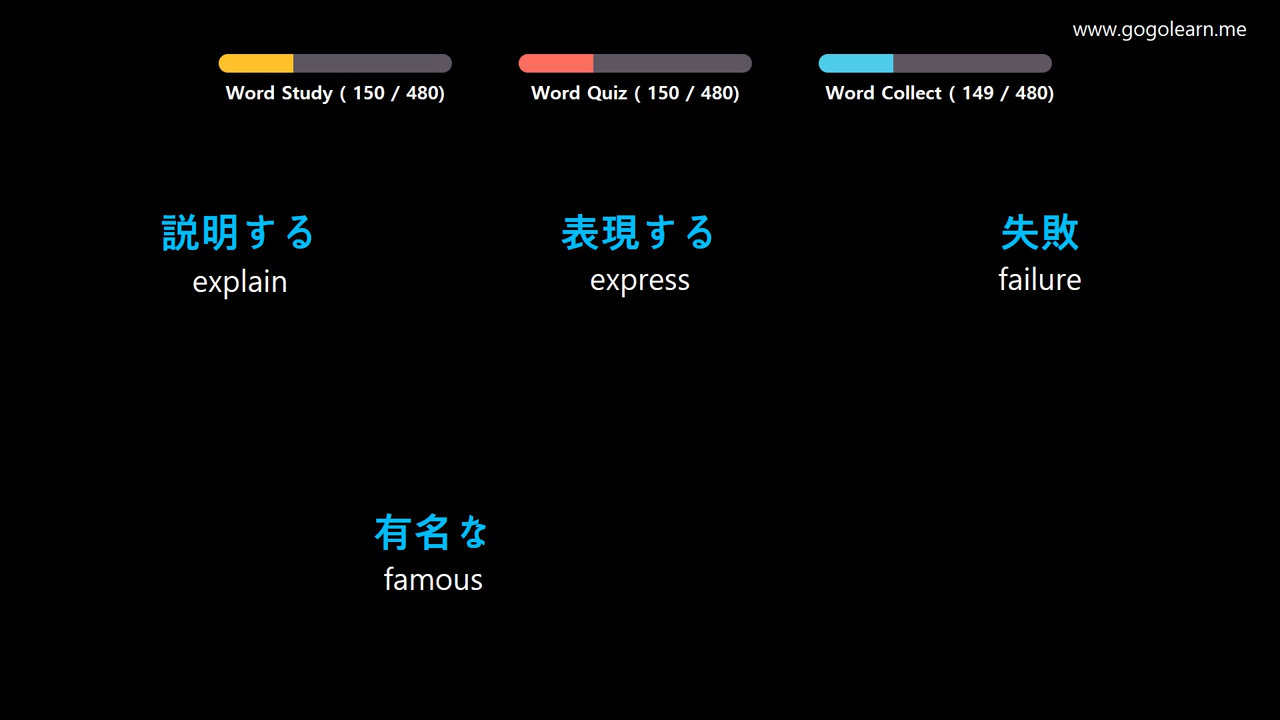 www.gogolearn.me
Word Study ( 150 / 480)
Word Quiz ( 150 / 480)
Word Collect ( 149 / 480)
説明する
explain
表現する
express
失敗
failure
有名な
famous